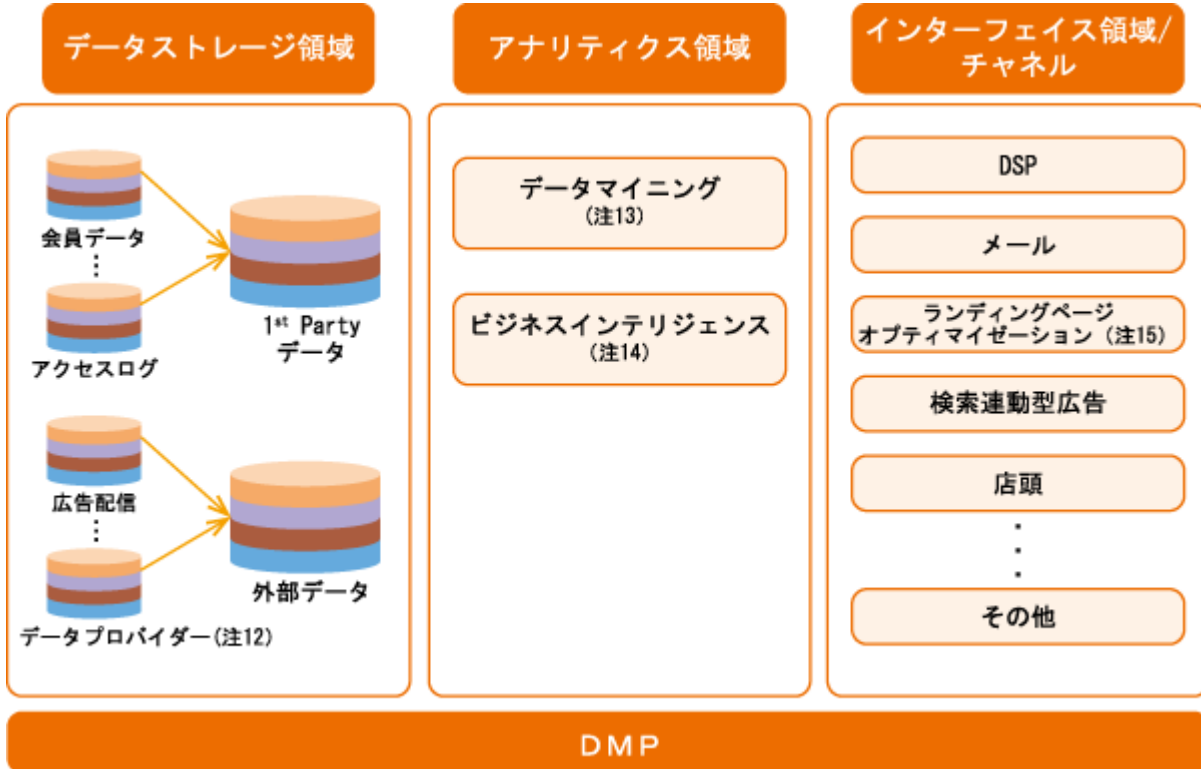 データストレージ領域
アナリティクス領域
インターフェイス領域/
チャネル
会員データ
アクセスログ
1st Party
データ
広告配信
データプロバイダー(注12)
外部データ
データマイニング
(注13)
ビジネスインテリジェンス
(注14)
DSP
メール
ランディングページ
オプティマイゼーション (注15)
検索連動型広告
店頭
その他
DMP